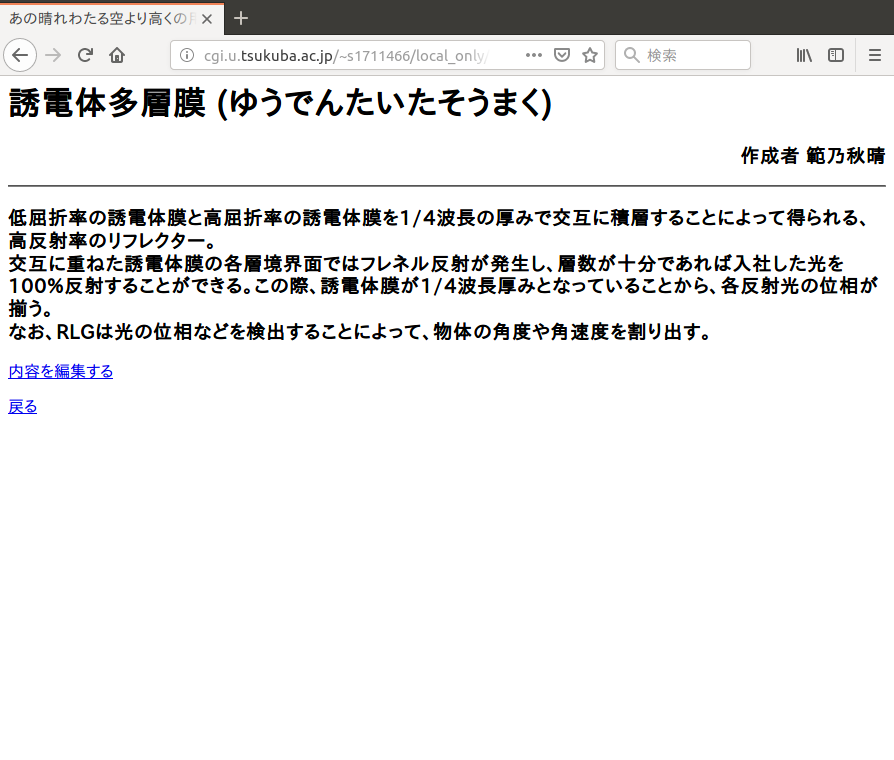 あの晴れわたる空より高くの
cgi.u.tsukuba.ac.jp/~s1711466/local_only/
検索
誘電体多層膜 (ゆうでんたいたそうまく)
作成者 範乃秋晴
低屈折率の誘電体膜と高屈折率の誘電体膜を1/4波長の厚みで交互に積層することによって得られる、
高反射率のリフレクター。
交互に重ねた誘電体膜の各層境界面ではフレネル反射が発生し、層数が十分であれば入社した光を
100%反射することができる。この際、誘電体膜が1/4波長厚みとなっていることから、各反射光の位相が
揃う。
なお、RLGは光の位相などを検出することによって、物体の角度や角速度を割り出す。
内容を編集する
戻る